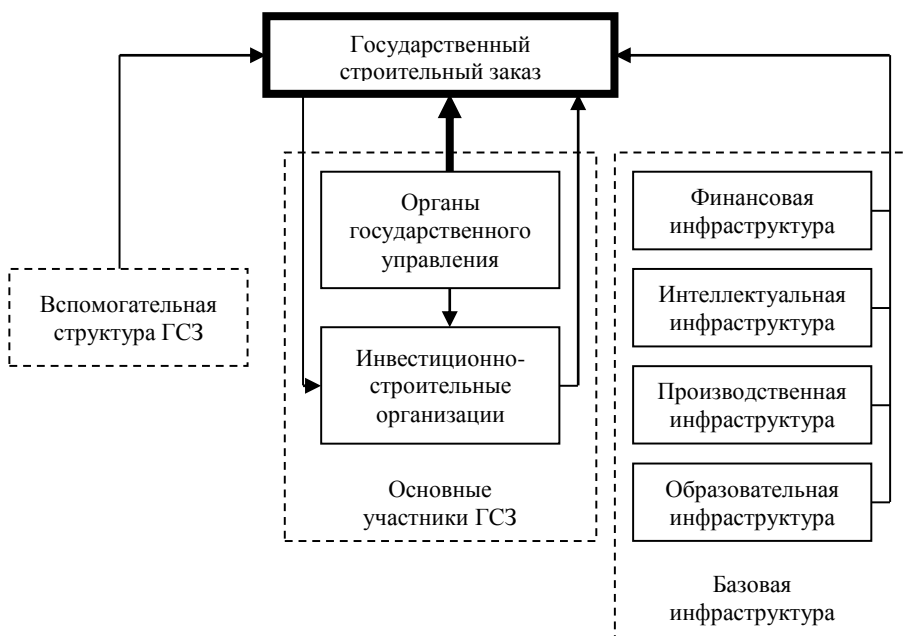 Государственный
строительный заказ
Органы
государственного
управления
Вспомогательная
структура ГСЗ
Инвестиционно-
строительные
организации
Основные
участники ГСЗ
Финансовая
инфраструктура
Интеллектуальная
инфраструктура
Производственная
инфраструктура
Образовательная
инфраструктура
Базовая
инфраструктура